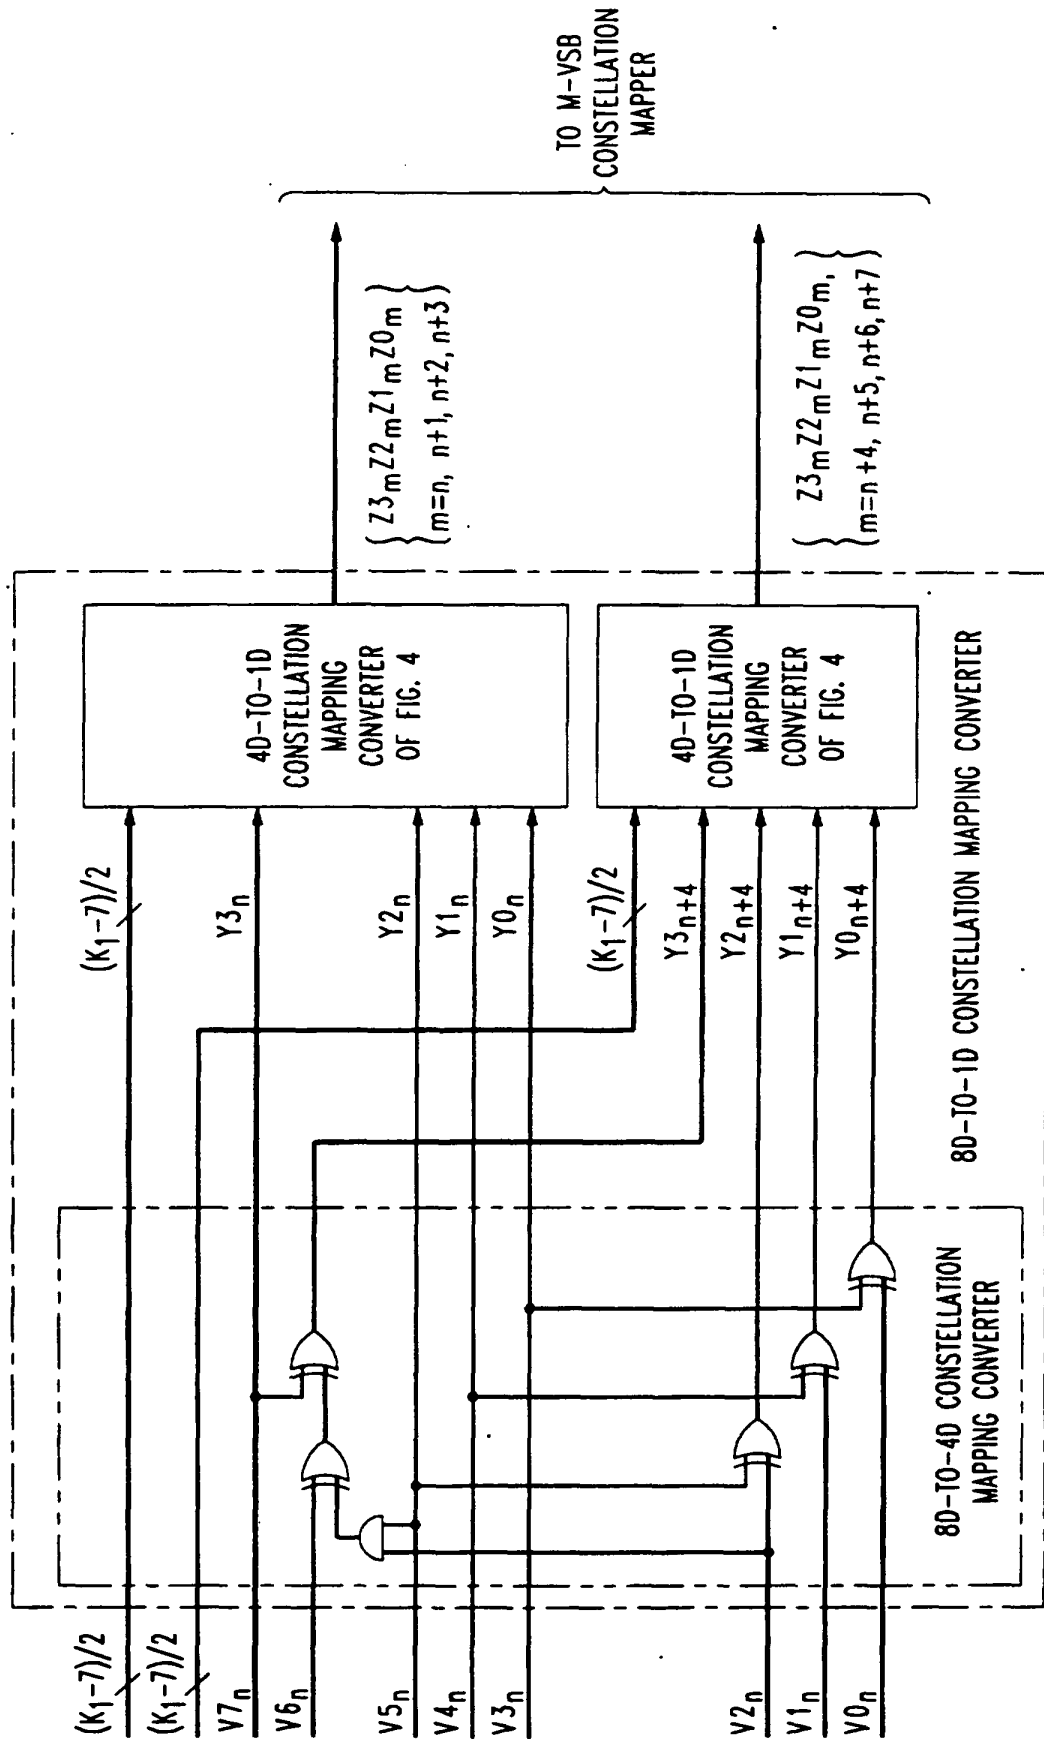 (K₁-7)/2
(K₁-7)/2
V7ₙ
V6ₙ
V5ₙ
V4ₙ
V3ₙ
V2ₙ
V1ₙ
V0ₙ
8D-TO-4D CONSTELLATION
MAPPING CONVERTER
(K₁-7)/2
Y3ₙ
Y2ₙ
Y1ₙ
Y0ₙ
(K₁-7)/2
Y3ₙ₊₄
Y2ₙ₊₄
Y1ₙ₊₄
Y0ₙ₊₄
4D-TO-1D
CONSTELLATION
MAPPING
CONVERTER
OF FIG. 4
4D-TO-1D
CONSTELLATION
MAPPING
CONVERTER
OF FIG. 4
8D-TO-1D CONSTELLATION MAPPING CONVERTER
{Z3ₘZ2ₘZ1ₘZ0ₘ}
{m=n, n+1, n+2, n+3}
{Z3ₘZ2ₘZ1ₘZ0ₘ,}
{m=n+4, n+5, n+6, n+7}
TO M-VSB
CONSTELLATION
MAPPER